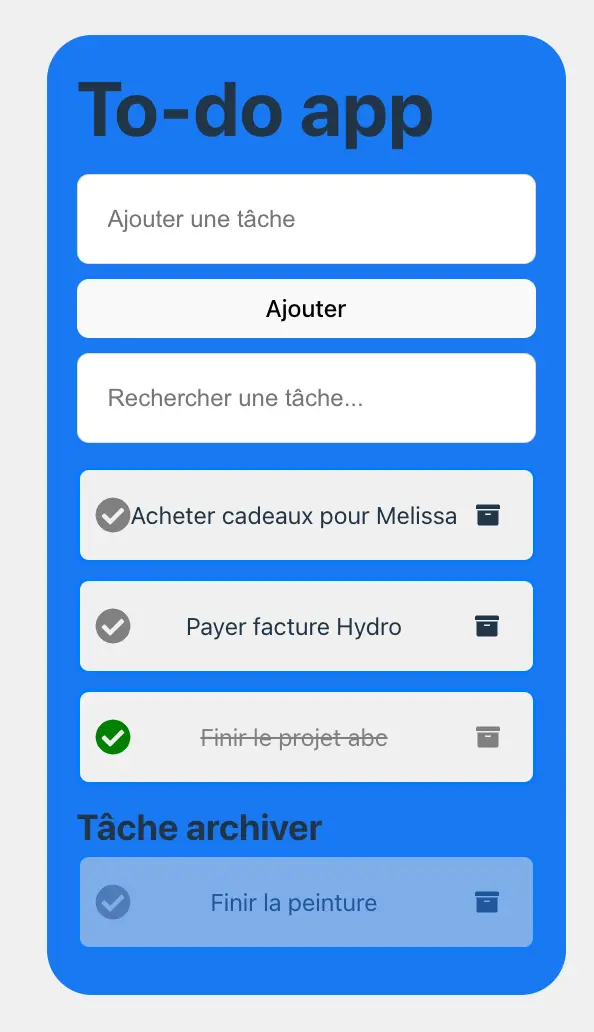 To-do app
Ajouter une tâche
Ajouter
Rechercher une tâche...
Acheter cadeaux pour Melissa
Payer facture Hydro
Finir le projet abc
Tâche archiver
Finir la peinture